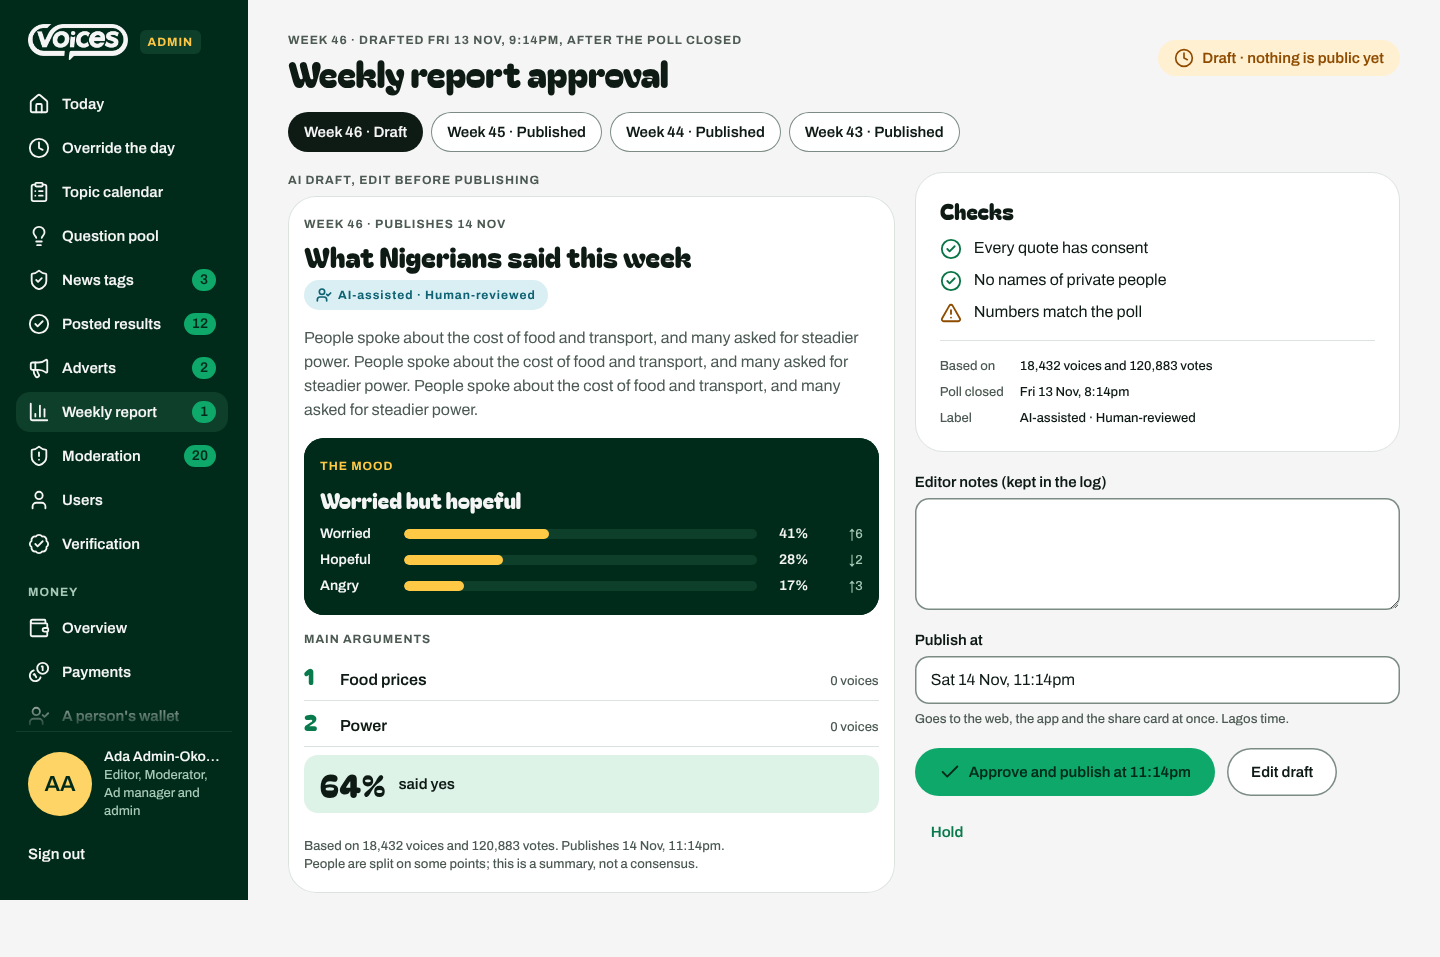 voices
ADMIN
Today
Override the day
Topic calendar
Question pool
News tags 3
Posted results 12
Adverts 2
Weekly report 1
Moderation 20
Users
Verification
MONEY
Overview
Payments
A person's wallet
AA
Ada Admin-Oko...
Editor, Moderator,
Ad manager and
admin
Sign out
WEEK 46 · DRAFTED FRI 13 NOV, 9:14PM, AFTER THE POLL CLOSED
Weekly report approval
Draft · nothing is public yet
Week 46 · Draft
Week 45 · Published
Week 44 · Published
Week 43 · Published
AI DRAFT, EDIT BEFORE PUBLISHING
WEEK 46 · PUBLISHES 14 NOV
What Nigerians said this week
AI-assisted · Human-reviewed
People spoke about the cost of food and transport, and many asked for steadier
power. People spoke about the cost of food and transport, and many asked for
steadier power. People spoke about the cost of food and transport, and many
asked for steadier power.
THE MOOD
Worried but hopeful
Worried 41% ↑6
Hopeful 28% ↓2
Angry 17% ↑3
MAIN ARGUMENTS
1 Food prices 0 voices
2 Power 0 voices
64% said yes
Based on 18,432 voices and 120,883 votes. Publishes 14 Nov, 11:14pm.
People are split on some points; this is a summary, not a consensus.
Checks
Every quote has consent
No names of private people
Numbers match the poll
Based on 18,432 voices and 120,883 votes
Poll closed Fri 13 Nov, 8:14pm
Label AI-assisted · Human-reviewed
Editor notes (kept in the log)
Publish at
Sat 14 Nov, 11:14pm
Goes to the web, the app and the share card at once. Lagos time.
Approve and publish at 11:14pm
Edit draft
Hold